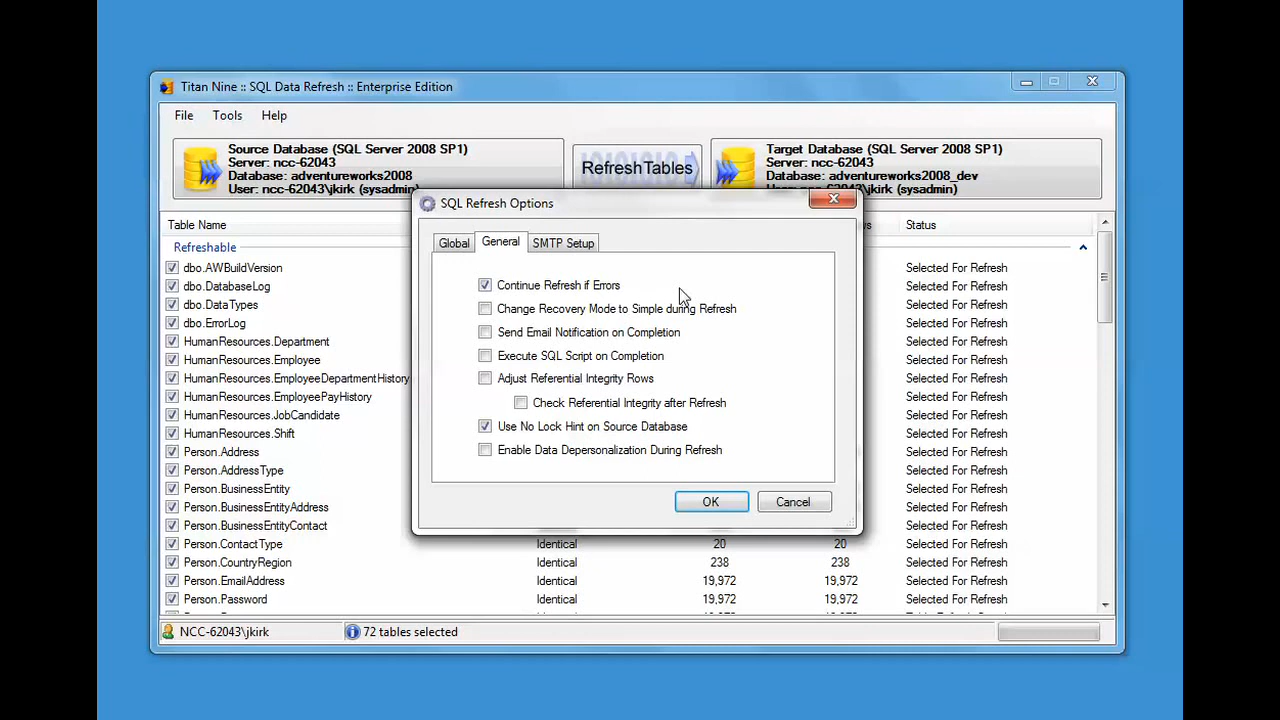 Titan Nine :: SQL Data Refresh :: Enterprise Edition
File Tools Help
Source Database (SQL Server 2008 SP1)
Server: ncc-62043
Database: adventureworks2008
User: ncc-62043\jkirk (sysadmin)
RefreshTables
Target Database (SQL Server 2008 SP1)
Server: ncc-62043
Database: adventureworks2008_dev
User: ncc-62043\jkirk (sysadmin)
SQL Refresh Options
Global General SMTP Setup
Continue Refresh if Errors
Change Recovery Mode to Simple during Refresh
Send Email Notification on Completion
Execute SQL Script on Completion
Adjust Referential Integrity Rows
Check Referential Integrity after Refresh
Use No Lock Hint on Source Database
Enable Data Depersonalization During Refresh
OK Cancel
Table Name Status
Refreshable
dbo.AWBuildVersion Selected For Refresh
dbo.DatabaseLog Selected For Refresh
dbo.DataTypes Selected For Refresh
dbo.ErrorLog Selected For Refresh
HumanResources.Department Selected For Refresh
HumanResources.Employee Selected For Refresh
HumanResources.EmployeeDepartmentHistory Selected For Refresh
HumanResources.EmployeePayHistory Selected For Refresh
HumanResources.JobCandidate Selected For Refresh
HumanResources.Shift Selected For Refresh
Person.Address Selected For Refresh
Person.AddressType Selected For Refresh
Person.BusinessEntity Selected For Refresh
Person.BusinessEntityAddress Selected For Refresh
Person.BusinessEntityContact Selected For Refresh
Person.ContactType Identical 20 20 Selected For Refresh
Person.CountryRegion Identical 238 238 Selected For Refresh
Person.EmailAddress Identical 19,972 19,972 Selected For Refresh
Person.Password Identical 19,972 19,972 Selected For Refresh
NCC-62043\jkirk 72 tables selected